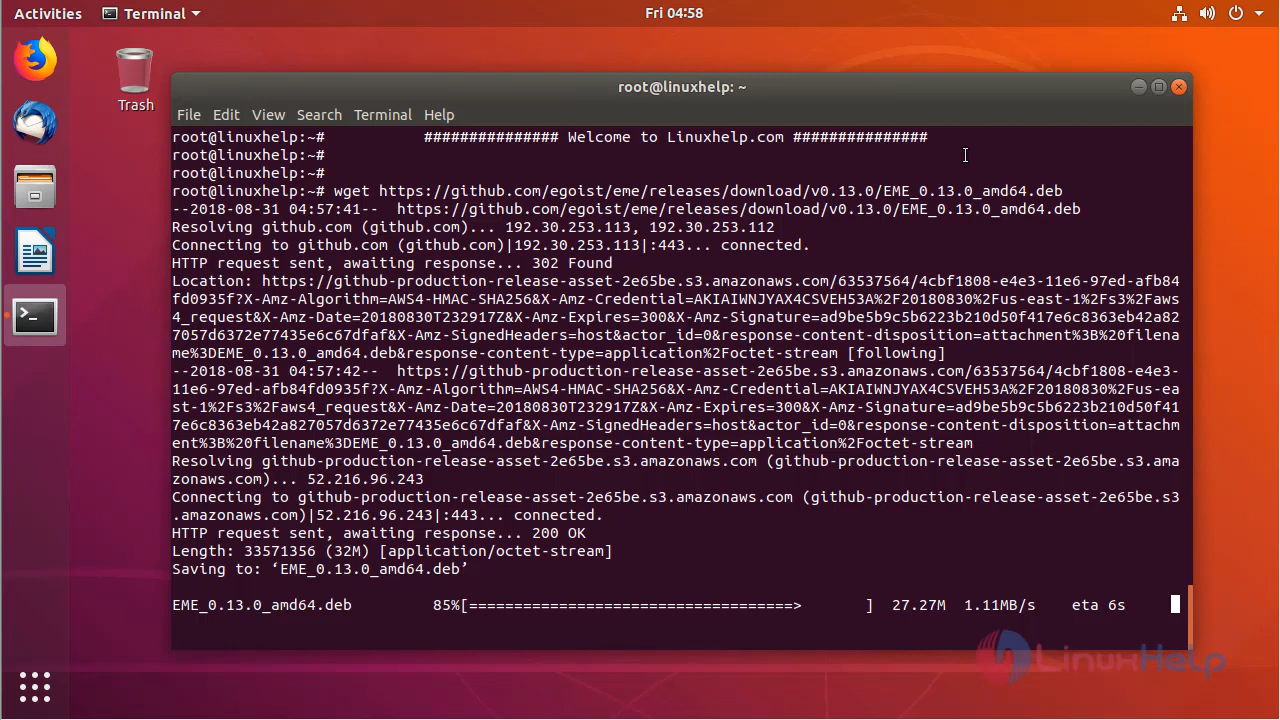 Activities Terminal Fri 04:58
Trash
root@linuxhelp: ~
File Edit View Search Terminal Help
root@linuxhelp:~# ############### Welcome to Linuxhelp.com ###############
root@linuxhelp:~#
root@linuxhelp:~#
root@linuxhelp:~# wget https://github.com/egoist/eme/releases/download/v0.13.0/EME_0.13.0_amd64.deb
--2018-08-31 04:57:41-- https://github.com/egoist/eme/releases/download/v0.13.0/EME_0.13.0_amd64.deb
Resolving github.com (github.com)... 192.30.253.113, 192.30.253.112
Connecting to github.com (github.com)|192.30.253.113|:443... connected.
HTTP request sent, awaiting response... 302 Found
Location: https://github-production-release-asset-2e65be.s3.amazonaws.com/63537564/4cbf1808-e4e3-11e6-97ed-afb84
fd0935f?X-Amz-Algorithm=AWS4-HMAC-SHA256&X-Amz-Credential=AKIAIWNJYAX4CSVEH53A%2F20180830%2Fus-east-1%2Fs3%2Faws
4_request&X-Amz-Date=20180830T232917Z&X-Amz-Expires=300&X-Amz-Signature=ad9be5b9c5b6223b210d50f417e6c8363eb42a82
7057d6372e77435e6c67dfaf&X-Amz-SignedHeaders=host&actor_id=0&response-content-disposition=attachment%3B%20filena
me%3DEME_0.13.0_amd64.deb&response-content-type=application%2Foctet-stream [following]
--2018-08-31 04:57:42-- https://github-production-release-asset-2e65be.s3.amazonaws.com/63537564/4cbf1808-e4e3-
11e6-97ed-afb84fd0935f?X-Amz-Algorithm=AWS4-HMAC-SHA256&X-Amz-Credential=AKIAIWNJYAX4CSVEH53A%2F20180830%2Fus-ea
st-1%2Fs3%2Faws4_request&X-Amz-Date=20180830T232917Z&X-Amz-Expires=300&X-Amz-Signature=ad9be5b9c5b6223b210d50f41
7e6c8363eb42a827057d6372e77435e6c67dfaf&X-Amz-SignedHeaders=host&actor_id=0&response-content-disposition=attachm
ent%3B%20filename%3DEME_0.13.0_amd64.deb&response-content-type=application%2Foctet-stream
Resolving github-production-release-asset-2e65be.s3.amazonaws.com (github-production-release-asset-2e65be.s3.ama
zonaws.com)... 52.216.96.243
Connecting to github-production-release-asset-2e65be.s3.amazonaws.com (github-production-release-asset-2e65be.s3
.amazonaws.com)|52.216.96.243|:443... connected.
HTTP request sent, awaiting response... 200 OK
Length: 33571356 (32M) [application/octet-stream]
Saving to: ‘EME_0.13.0_amd64.deb’
EME_0.13.0_amd64.deb 85%[====================================> ] 27.27M 1.11MB/s eta 6s
LinuxHelp